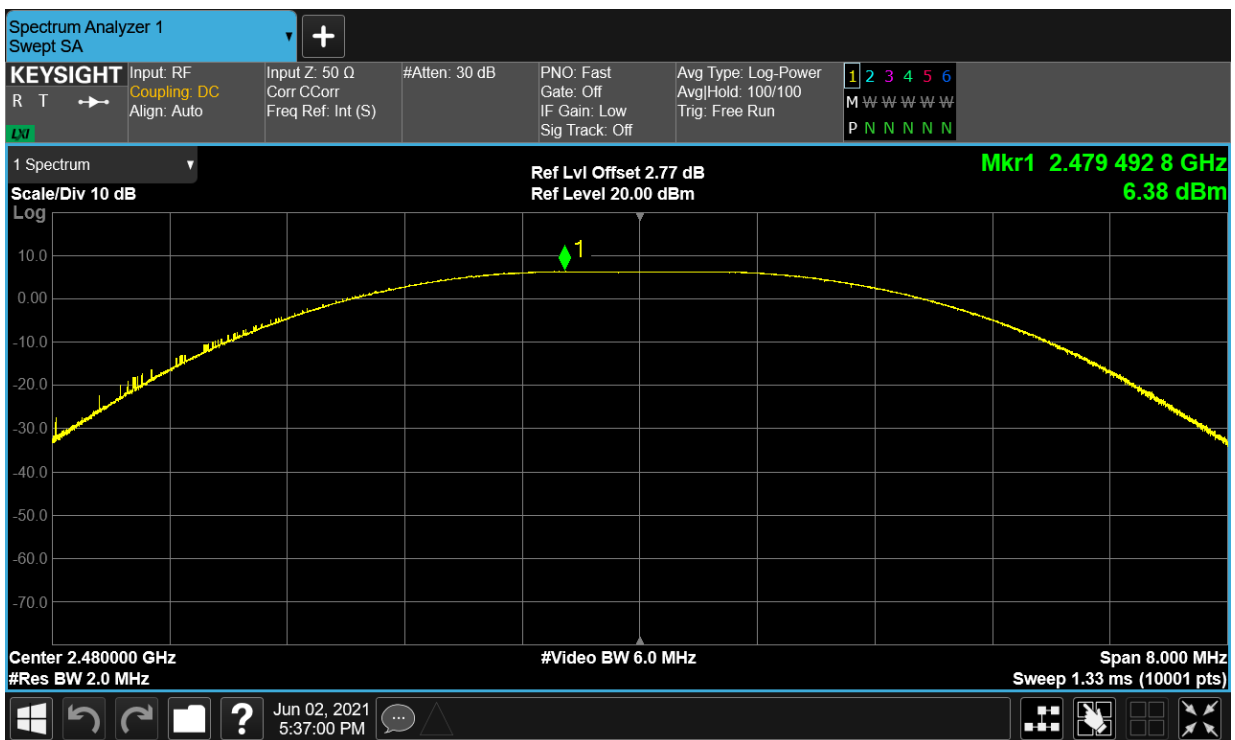 Spectrum Analyzer 1
Swept SA
KEYSIGHT
R T
LXI
Input: RF
Coupling: DC
Align: Auto
Input Z: 50 Ω
Corr CCorr
Freq Ref: Int (S)
#Atten: 30 dB
PNO: Fast
Gate: Off
IF Gain: Low
Sig Track: Off
Avg Type: Log-Power
Avg|Hold: 100/100
Trig: Free Run
1 2 3 4 5 6
M W W W W W
P N N N N N
1 Spectrum
Scale/Div 10 dB
Log
Ref Lvl Offset 2.77 dB
Ref Level 20.00 dBm
Mkr1 2.479 492 8 GHz
6.38 dBm
1
10.0
0.00
-10.0
-20.0
-30.0
-40.0
-50.0
-60.0
-70.0
Center 2.480000 GHz
#Res BW 2.0 MHz
#Video BW 6.0 MHz
Span 8.000 MHz
Sweep 1.33 ms (10001 pts)
?
Jun 02, 2021
5:37:00 PM